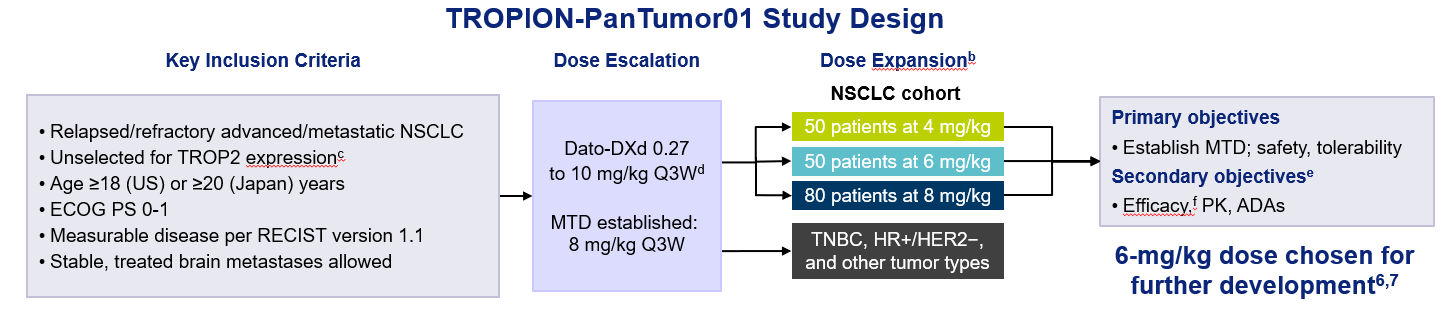 TROPION-PanTumor01 Study Design
Key Inclusion Criteria
Dose Escalation
Dose Expansionᵇ
NSCLC cohort
• Relapsed/refractory advanced/metastatic NSCLC
• Unselected for TROP2 expressionᶜ
• Age ≥18 (US) or ≥20 (Japan) years
• ECOG PS 0-1
• Measurable disease per RECIST version 1.1
• Stable, treated brain metastases allowed
Dato-DXd 0.27
to 10 mg/kg Q3Wᵈ
MTD established:
8 mg/kg Q3W
50 patients at 4 mg/kg
50 patients at 6 mg/kg
80 patients at 8 mg/kg
TNBC, HR+/HER2−,
and other tumor types
Primary objectives
• Establish MTD; safety, tolerability
Secondary objectivesᵉ
• Efficacy,ᶠ PK, ADAs
6-mg/kg dose chosen for
further development⁶,⁷